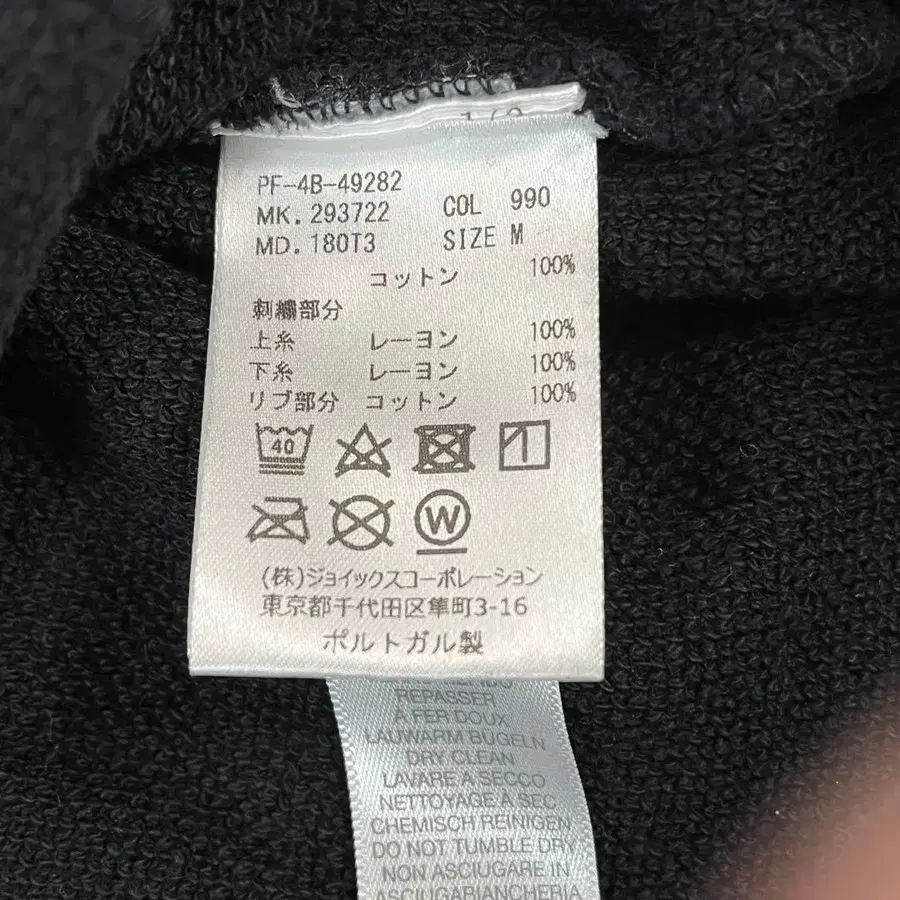 PF-4B-49282
MK. 293722 COL 990
MD. 180T3 SIZE M
コットン 100%
刺繍部分
上糸 レーヨン 100%
下糸 レーヨン 100%
リブ部分 コットン 100%
40
W
(株)ジョイックスコーポレーション
東京都千代田区隼町3-16
ポルトガル製
REPASSER
À FER DOUX
LAUWARM BÜGELN
DRY CLEAN
LAVARE A SECCO
NETTOYAGE À SEC
CHEMISCH REINIGEN
DO NOT TUMBLE DRY
NON ASCIUGARE IN
ASCIUGABIANCHERIA